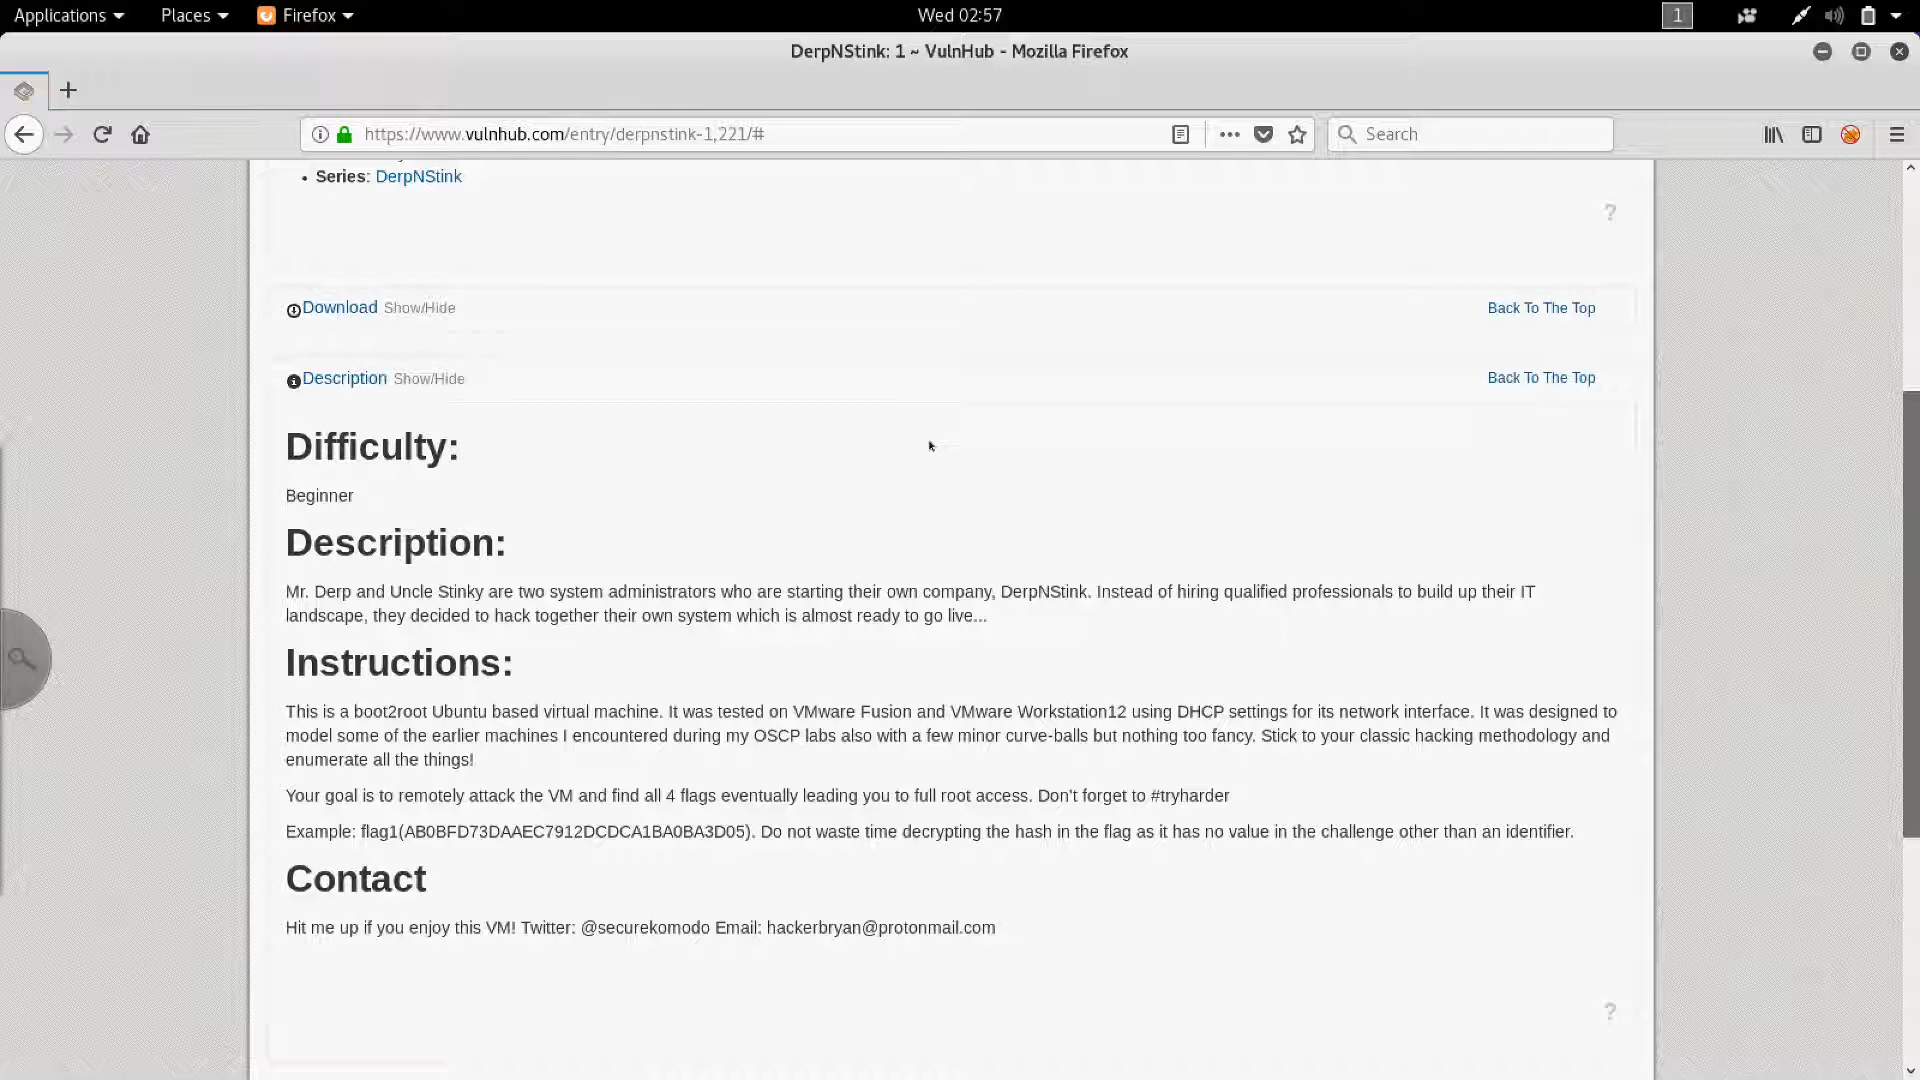 Applications Places Firefox Wed 02:57 1
DerpNStink: 1 ~ VulnHub - Mozilla Firefox
https://www.vulnhub.com/entry/derpnstink-1,221/# Search
• Series: DerpNStink
?
Download Show/Hide Back To The Top
Description Show/Hide Back To The Top
Difficulty:
Beginner
Description:
Mr. Derp and Uncle Stinky are two system administrators who are starting their own company, DerpNStink. Instead of hiring qualified professionals to build up their IT
landscape, they decided to hack together their own system which is almost ready to go live...
Instructions:
This is a boot2root Ubuntu based virtual machine. It was tested on VMware Fusion and VMware Workstation12 using DHCP settings for its network interface. It was designed to
model some of the earlier machines I encountered during my OSCP labs also with a few minor curve-balls but nothing too fancy. Stick to your classic hacking methodology and
enumerate all the things!
Your goal is to remotely attack the VM and find all 4 flags eventually leading you to full root access. Don't forget to #tryharder
Example: flag1(AB0BFD73DAAEC7912DCDCA1BA0BA3D05). Do not waste time decrypting the hash in the flag as it has no value in the challenge other than an identifier.
Contact
Hit me up if you enjoy this VM! Twitter: @securekomodo Email: hackerbryan@protonmail.com
?